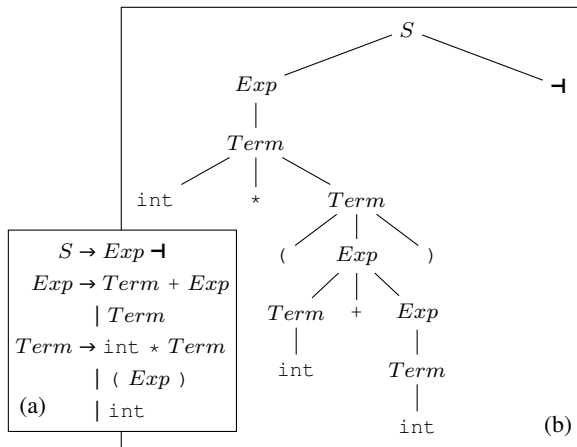 S
Exp ⊣
Term
int * Term
( Exp )
Term + Exp
int Term
int
S → Exp ⊣
Exp → Term + Exp
| Term
Term → int * Term
| ( Exp )
| int
(a)
(b)